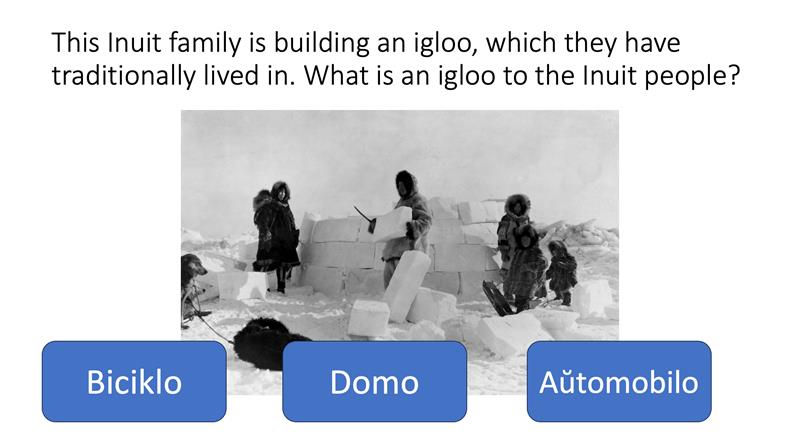 This Inuit family is building an igloo, which they have
traditionally lived in. What is an igloo to the Inuit people?
Biciklo
Domo
Aŭtomobilo